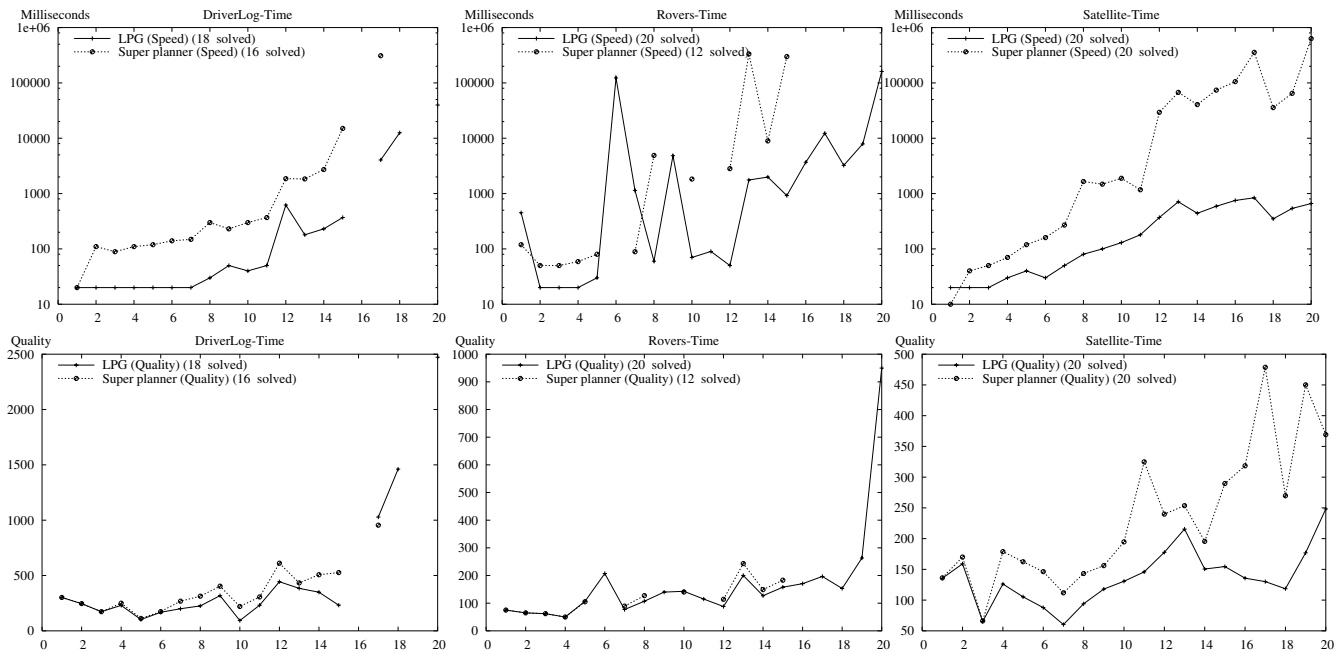 Milliseconds DriverLog-Time
1e+06
LPG (Speed) (18 solved)
Super planner (Speed) (16 solved)
100000
10000
1000
100
10
0 2 4 6 8 10 12 14 16 18 20
Milliseconds Rovers-Time
1e+06
LPG (Speed) (20 solved)
Super planner (Speed) (12 solved)
100000
10000
1000
100
10
0 2 4 6 8 10 12 14 16 18 20
Milliseconds Satellite-Time
1e+06
LPG (Speed) (20 solved)
Super planner (Speed) (20 solved)
100000
10000
1000
100
10
0 2 4 6 8 10 12 14 16 18 20
Quality DriverLog-Time
2500
LPG (Quality) (18 solved)
Super planner (Quality) (16 solved)
2000
1500
1000
500
0
0 2 4 6 8 10 12 14 16 18 20
Quality Rovers-Time
1000
LPG (Quality) (20 solved)
Super planner (Quality) (12 solved)
900
800
700
600
500
400
300
200
100
0
0 2 4 6 8 10 12 14 16 18 20
Quality Satellite-Time
500
LPG (Quality) (20 solved)
Super planner (Quality) (20 solved)
450
400
350
300
250
200
150
100
50
0 2 4 6 8 10 12 14 16 18 20